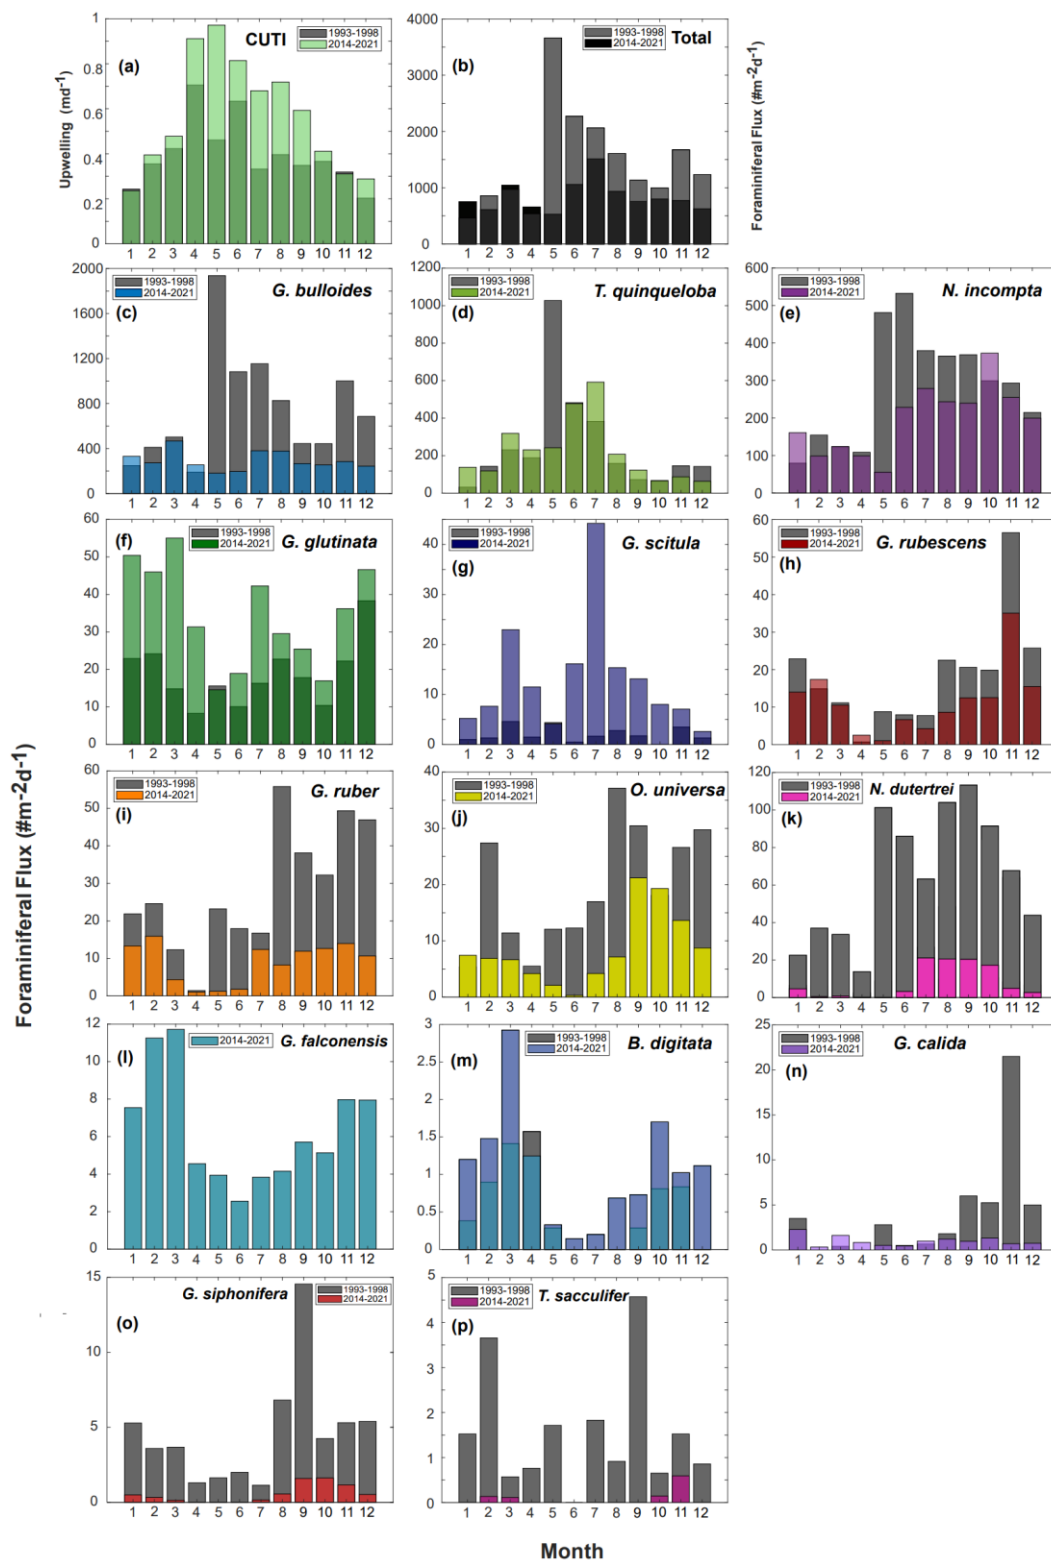 CUTI
1993-1998
2014-2021
(a)
Upwelling (md-1)
1
0.8
0.6
0.4
0.2
0
1 2 3 4 5 6 7 8 9 10 11 12
Total
1993-1998
2014-2021
(b)
4000
3000
2000
1000
0
1 2 3 4 5 6 7 8 9 10 11 12
Foraminiferal Flux (#m-2d-1)
G. bulloides
1993-1998
2014-2021
(c)
2000
1600
1200
800
400
0
1 2 3 4 5 6 7 8 9 10 11 12
T. quinqueloba
1993-1998
2014-2021
(d)
1200
1000
800
600
400
200
0
1 2 3 4 5 6 7 8 9 10 11 12
N. incompta
1993-1998
2014-2021
(e)
600
500
400
300
200
100
0
1 2 3 4 5 6 7 8 9 10 11 12
G. glutinata
1993-1998
2014-2021
(f)
60
50
40
30
20
10
0
1 2 3 4 5 6 7 8 9 10 11 12
G. scitula
1993-1998
2014-2021
(g)
40
30
20
10
0
1 2 3 4 5 6 7 8 9 10 11 12
G. rubescens
1993-1998
2014-2021
(h)
60
50
40
30
20
10
0
1 2 3 4 5 6 7 8 9 10 11 12
Foraminiferal Flux (#m-2d-1)
G. ruber
1993-1998
2014-2021
(i)
60
50
40
30
20
10
0
1 2 3 4 5 6 7 8 9 10 11 12
O. universa
1993-1998
2014-2021
(j)
40
30
20
10
0
1 2 3 4 5 6 7 8 9 10 11 12
N. dutertrei
1993-1998
2014-2021
(k)
120
100
80
60
40
20
0
1 2 3 4 5 6 7 8 9 10 11 12
G. falconensis
2014-2021
(l)
12
10
8
6
4
2
0
1 2 3 4 5 6 7 8 9 10 11 12
B. digitata
1993-1998
2014-2021
(m)
3
2.5
2
1.5
1
0.5
0
1 2 3 4 5 6 7 8 9 10 11 12
G. calida
1993-1998
2014-2021
(n)
25
20
15
10
5
0
1 2 3 4 5 6 7 8 9 10 11 12
G. siphonifera
1993-1998
2014-2021
(o)
15
10
5
0
1 2 3 4 5 6 7 8 9 10 11 12
T. sacculifer
1993-1998
2014-2021
(p)
5
4
3
2
1
0
1 2 3 4 5 6 7 8 9 10 11 12
Month